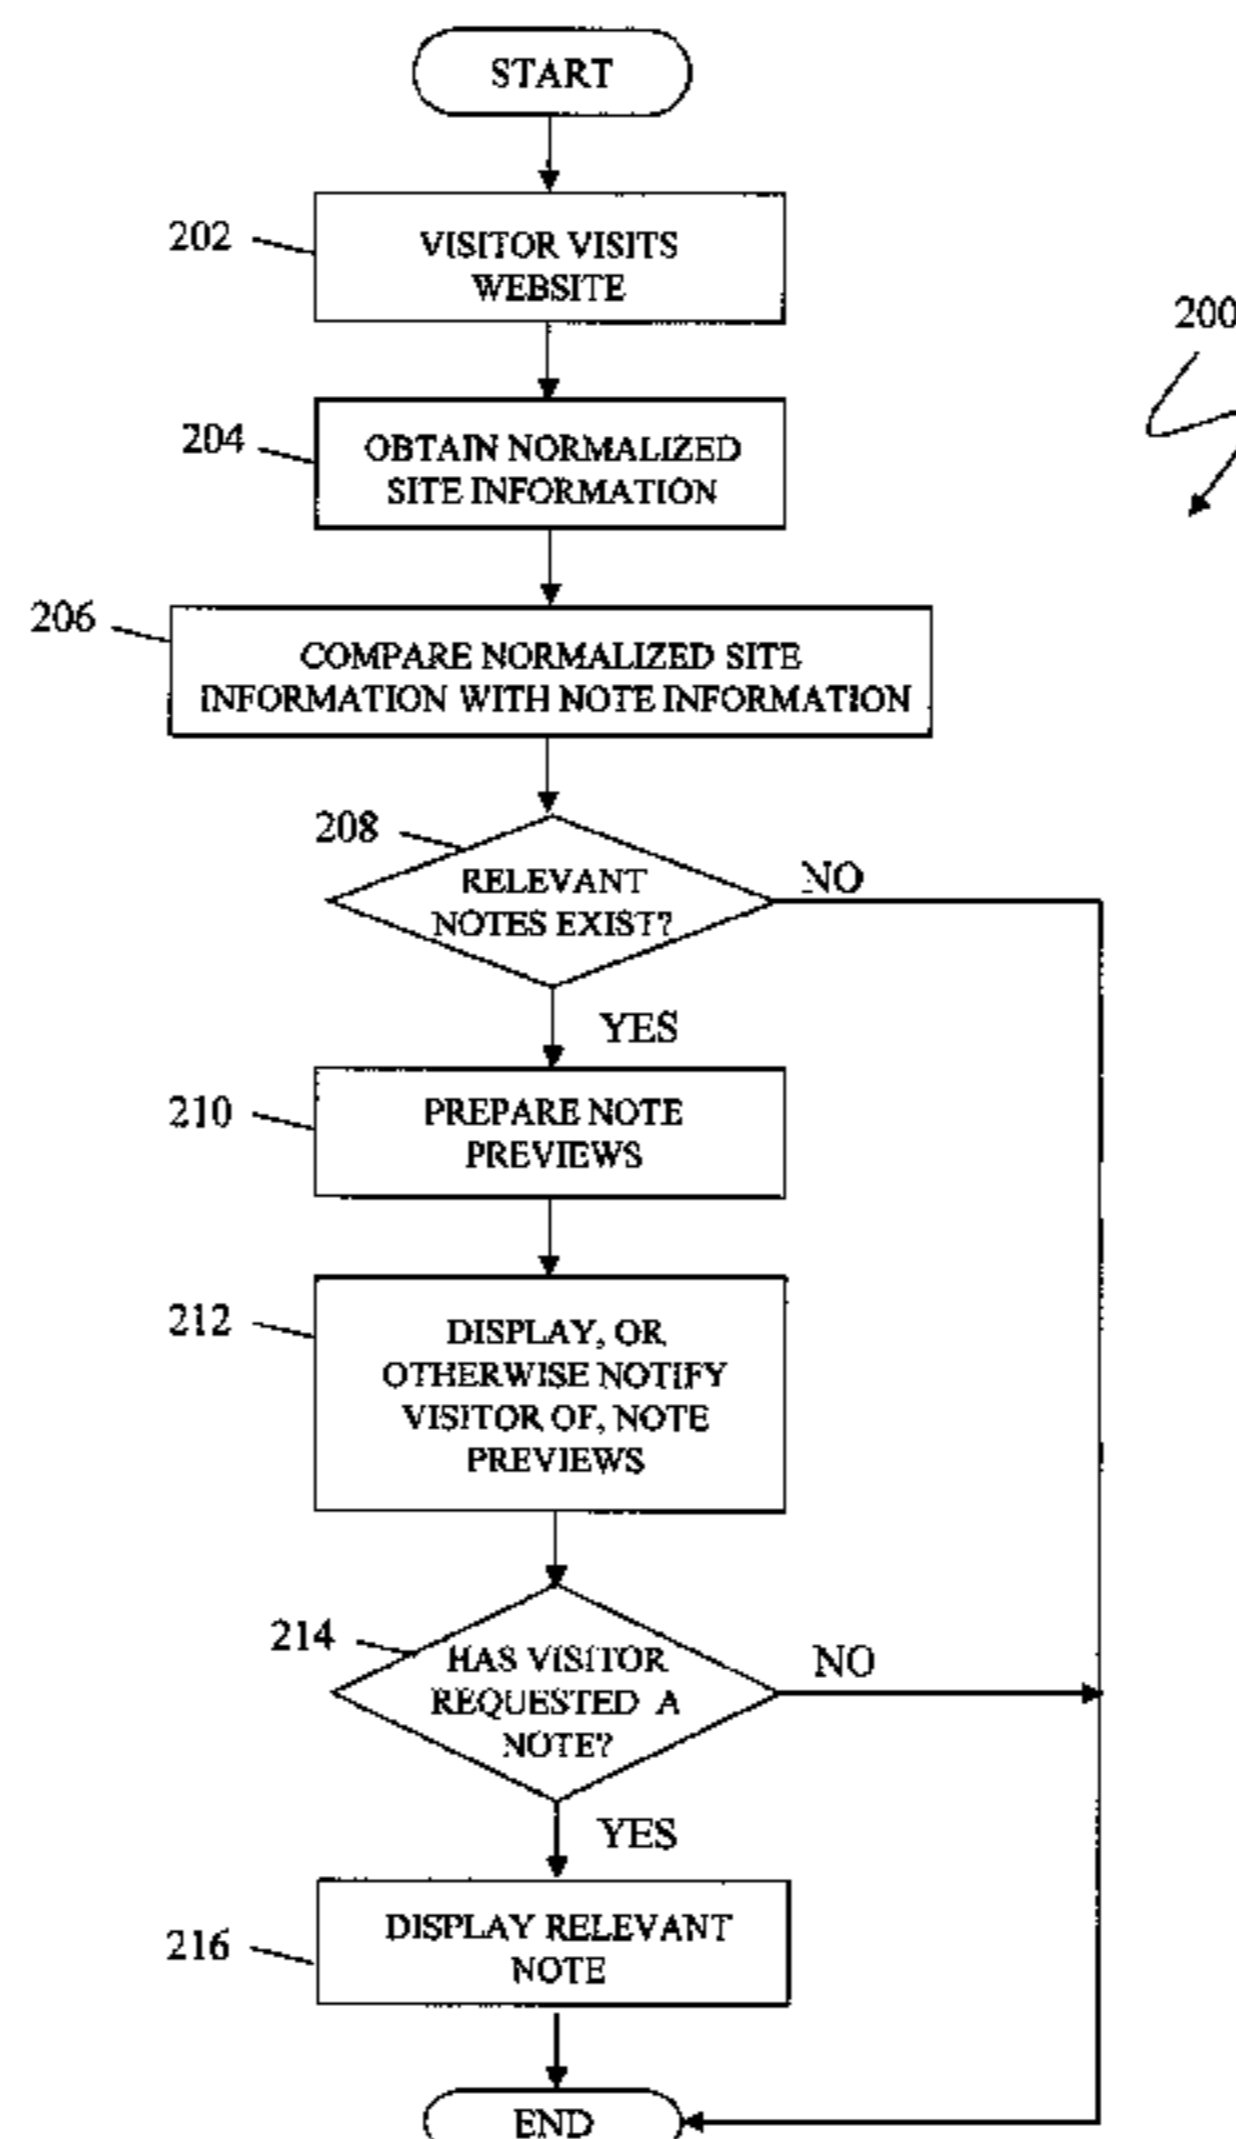 START
202
VISITOR VISITS
WEBSITE
200
204
OBTAIN NORMALIZED
SITE INFORMATION
206
COMPARE NORMALIZED SITE
INFORMATION WITH NOTE INFORMATION
208
RELEVANT
NOTES EXIST?
NO
YES
210
PREPARE NOTE
PREVIEWS
212
DISPLAY, OR
OTHERWISE NOTIFY
VISITOR OF, NOTE
PREVIEWS
214
HAS VISITOR
REQUESTED A
NOTE?
NO
YES
216
DISPLAY RELEVANT
NOTE
END